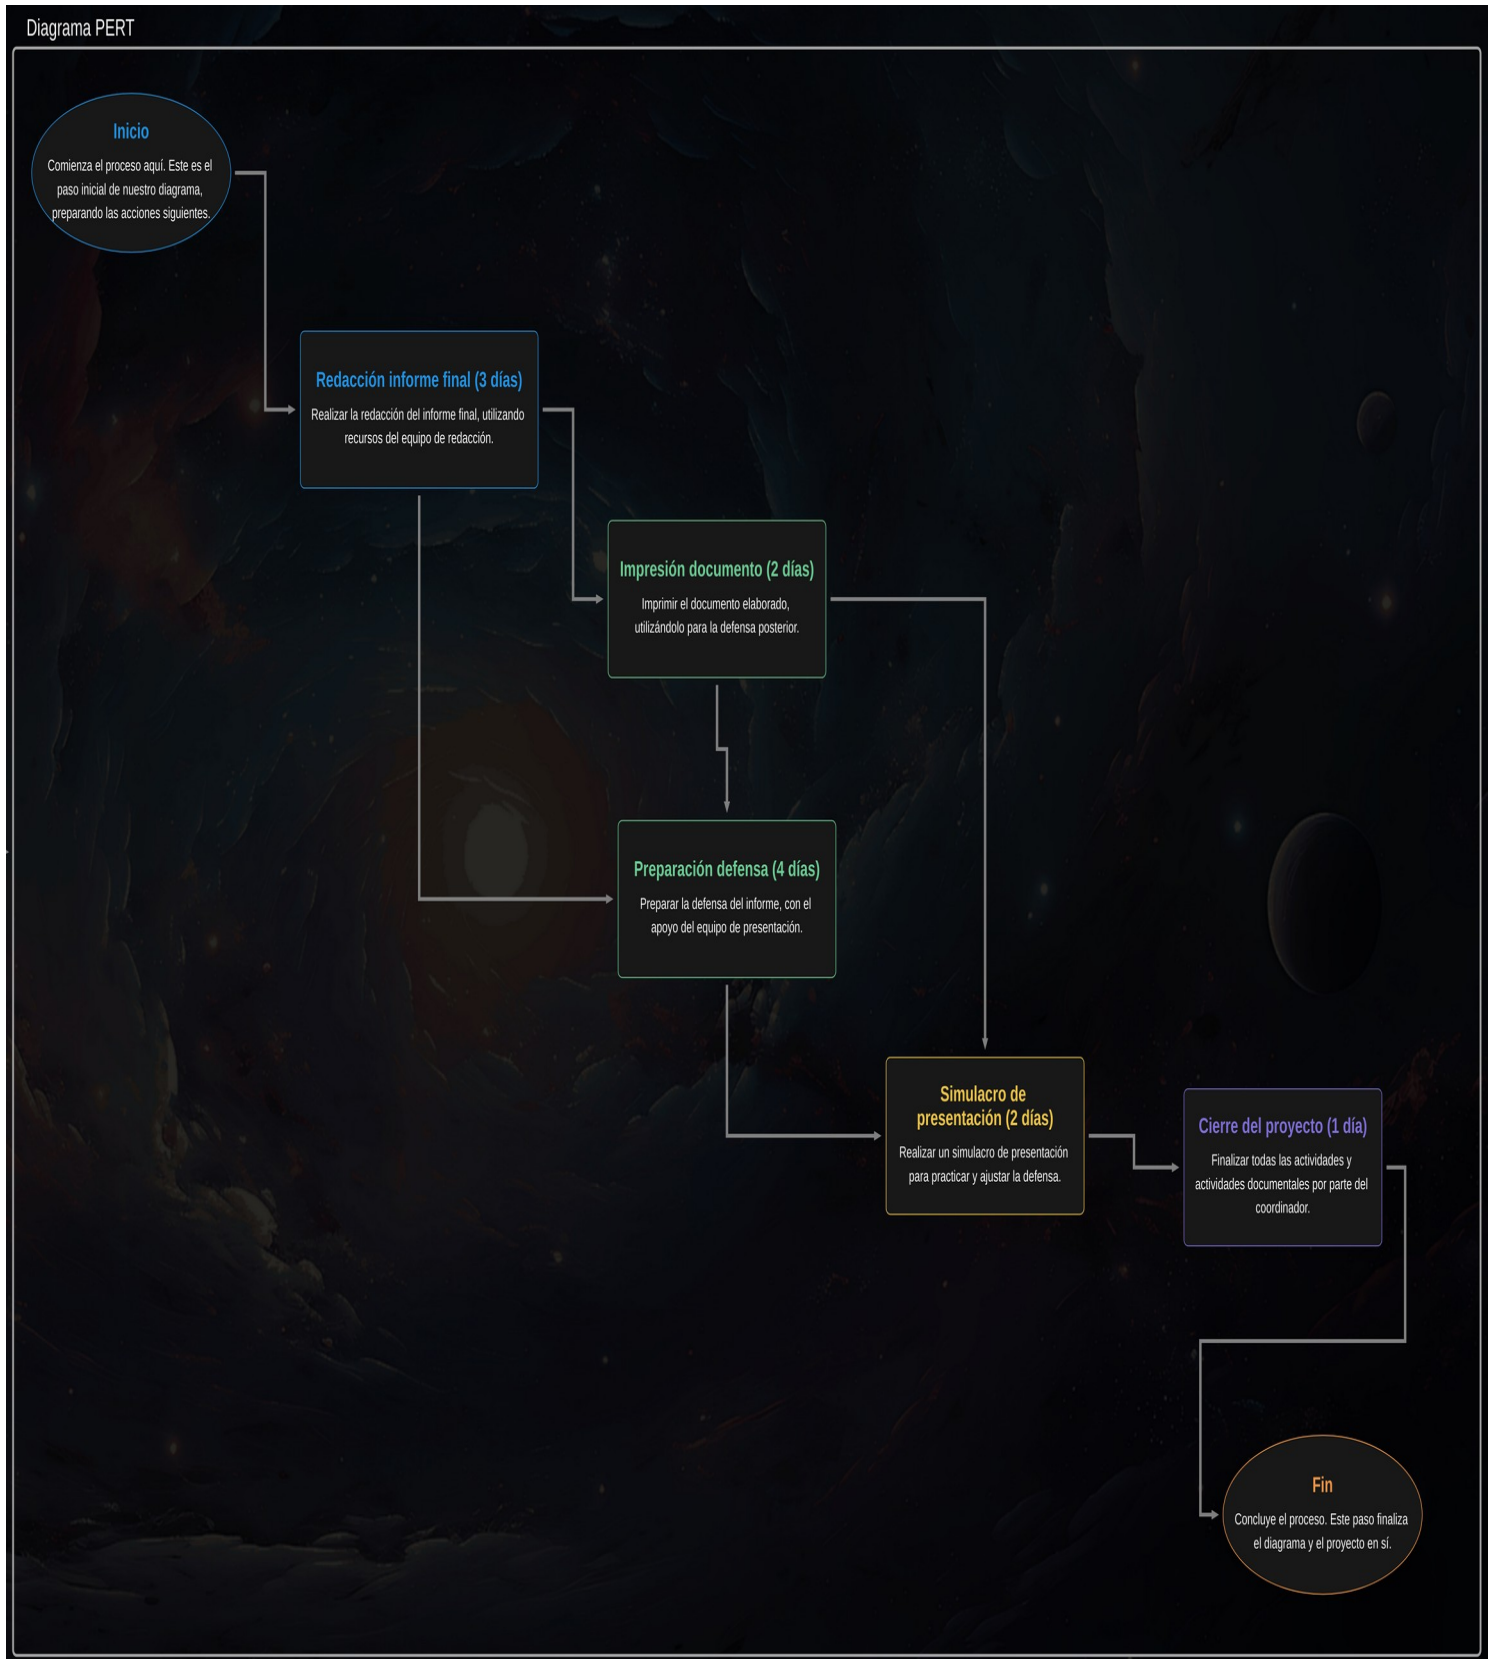 Diagrama PERT
Inicio
Comienza el proceso aquí. Este es el
paso inicial de nuestro diagrama,
preparando las acciones siguientes.
Redacción informe final (3 días)
Realizar la redacción del informe final, utilizando
recursos del equipo de redacción.
Impresión documento (2 días)
Imprimir el documento elaborado,
utilizándolo para la defensa posterior.
Preparación defensa (4 días)
Preparar la defensa del informe, con el
apoyo del equipo de presentación.
Simulacro de
presentación (2 días)
Realizar un simulacro de presentación
para practicar y ajustar la defensa.
Cierre del proyecto (1 día)
Finalizar todas las actividades y
actividades documentales por parte del
coordinador.
Fin
Concluye el proceso. Este paso finaliza
el diagrama y el proyecto en sí.